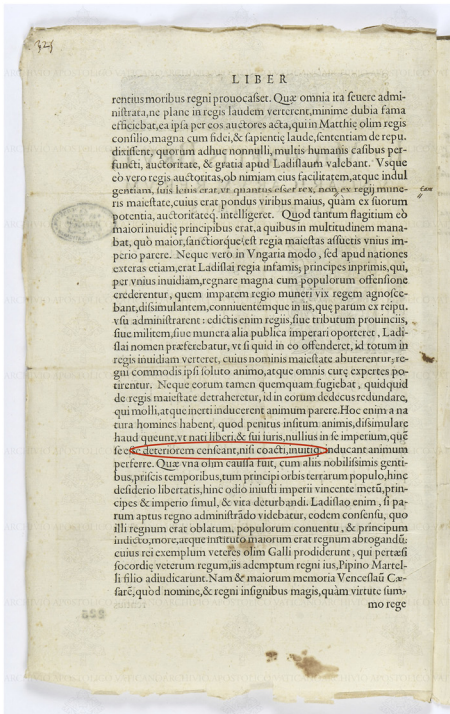 325
LIBER
rentius moribus regni prouocasset. Quæ omnia ita seuere admi-
nistrata, ne plane in regis laudem verterent, minime dubia fama
efficiebat, ea ipsa per eos auctores acta, qui in Matthię olim regis
consilio, magna cum fidei, & sapientię laude, sententiam de repu.
dixissent, quorum adhuc nonnulli, multis humanis casibus per-
functi, auctoritate, & gratia apud Ladislaum valebant. Vsque
eo vero regis auctoritas, ob nimiam eius facilitatem, atque indul
gentiam, suis leuis erat, vt quantus esset rex, non ex regij mune-
ris maiestate, cuius erat pondus viribus maius, quàm ex suorum
potentia, auctoritateq. intelligeret. Quod tantum flagitium eò
maiori inuidię principibus erat, a quibus in multitudinem mana-
bat, quò maior, sanctiorque est regia maiestas assuetis vnius im-
perio parere. Neque vero in Vngaria modo, sed apud nationes
exteras etiam, erat Ladislai regia infamis; principes inprimis, qui,
per vnius inuidiam, regnare magna cum populorum offensione
crederentur, quem imparem regio muneri vix regem agnosce-
bant, dissimulantem, conniuentemque in iis, quę parum ex reipu.
vsu administrarent: edictis enim regiis, siue tributum prouinciis,
siue militem, siue munera alia publica imperari oporteret, Ladi-
slai nomen præferebatur, vt si quid in eo offenderet, id totum in
regis inuidiam verteret, cuius nominis maiestate abuterentur; re-
gni commodis ipsi soluto animo, atque omnis curę expertes po-
tirentur. Neque eorum tamen quemquam fugiebat, quidquid
de regis maiestate detraheretur, id in eorum dedecus redundare,
qui molli, atque inerti inducerent animum parere. Hoc enim a na
tura homines habent, quod penitus insitum animis, dissimulare
haud queunt, vt nati liberi, & sui iuris, nullius in se imperium, quē
se esse deteriorem censeant, nisi coacti, inuitiq. inducant animum
perferre. Quæ vna olim caussa fuit, cum aliis nobilissimis genti-
bus, priscis temporibus, tum principi orbis terrarum populo, hinc
desiderio libertatis, hinc odio iniusti imperii vincente metū, prin-
cipes & imperio simul, & vita deturbandi. Ladislao enim, si pa-
rum aptus regno administrādo videbatur, eodem consensu, quo
illi regnum erat oblatum, populorum conuentu, & principum
indicto, more, atque instituto maiorum erat regnum abrogandū:
cuius rei exemplum veteres olim Galli prodiderunt, qui pertæsi
socordię veterum regum, iis ademptum regni ius, Pipino Martel-
li filio adiudicarunt. Nam & maiorum memoria Venceslaū Cæ-
sarē, quòd nomine, & regni insignibus magis, quàm virtute sum-
mo rege